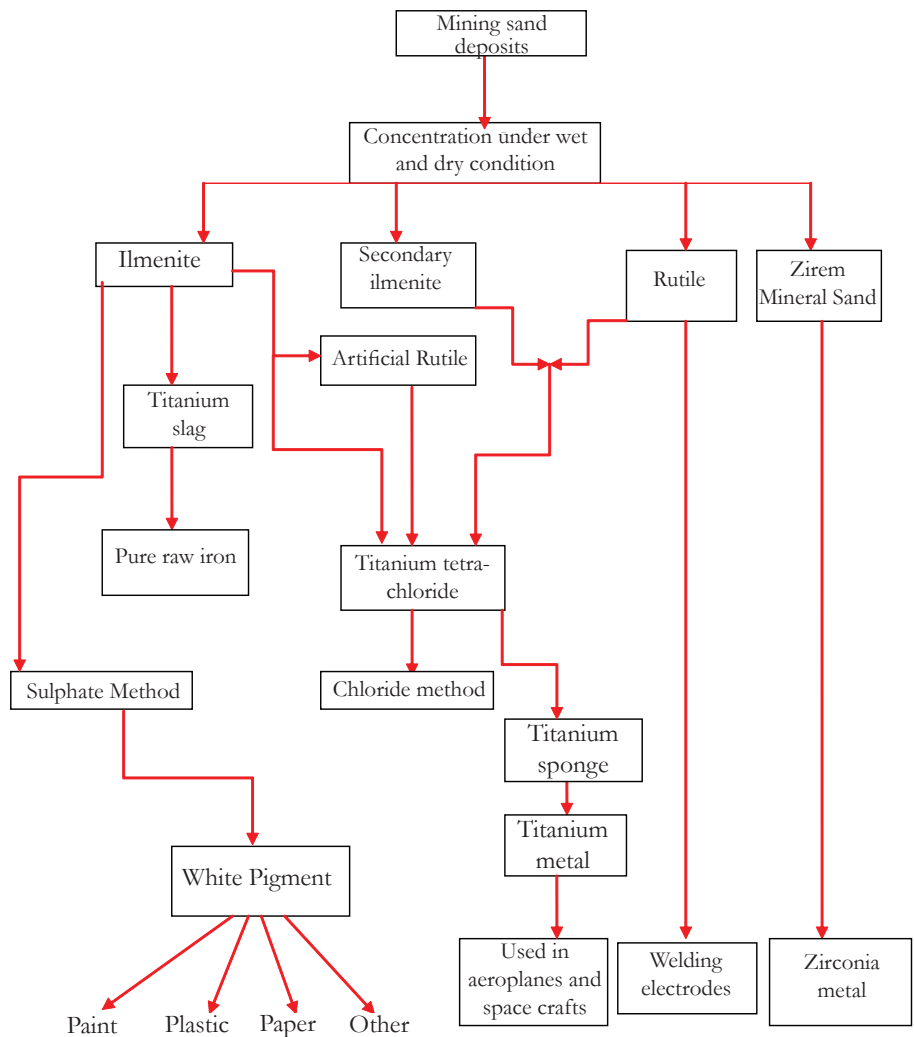 Mining sand
deposits
Concentration under wet
and dry condition
Ilmenite
Secondary
ilmenite
Rutile
Zirem
Mineral Sand
Artificial Rutile
Titanium
slag
Pure raw iron
Titanium tetra-
chloride
Sulphate Method
Chloride method
Titanium
sponge
Titanium
metal
White Pigment
Used in
aeroplanes and
space crafts
Welding
electrodes
Zirconia
metal
Paint Plastic Paper Other